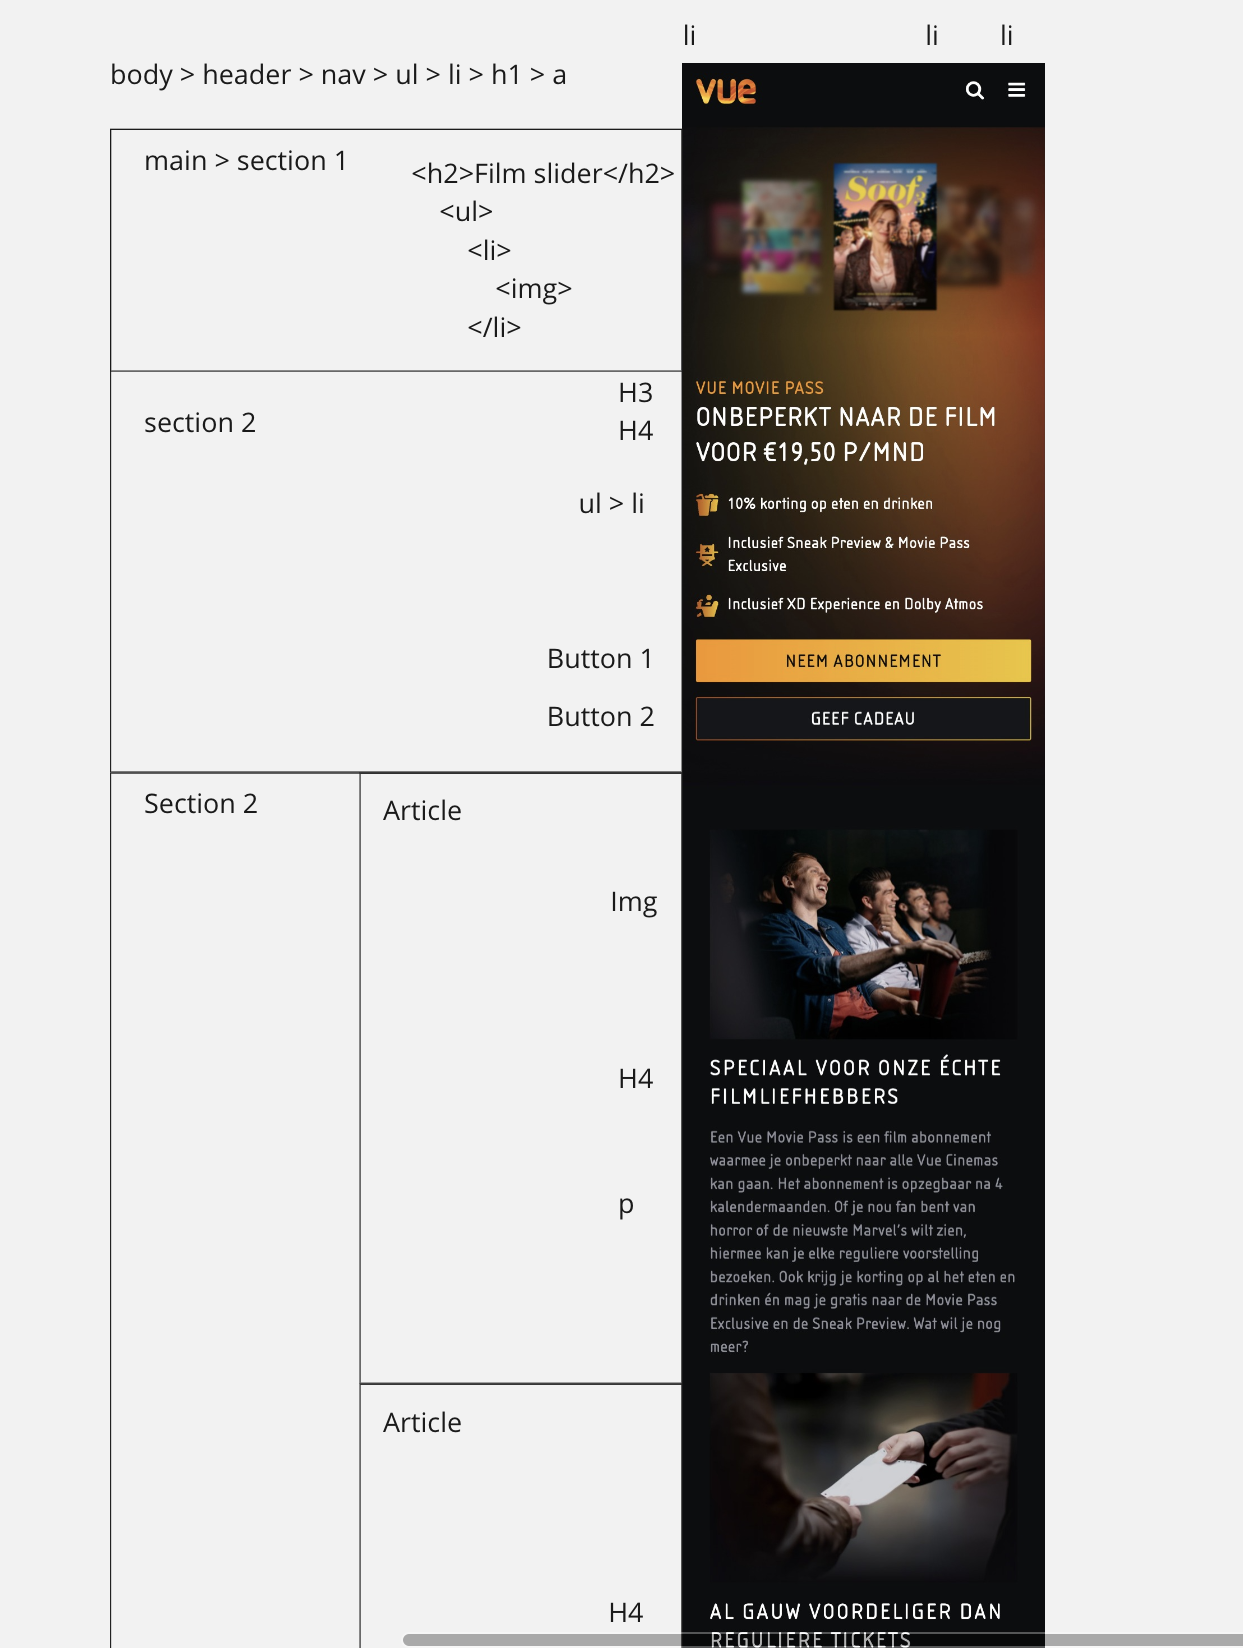 li li li
body > header > nav > ul > li > h1 > a
vue
main > section 1
<h2>Film slider</h2>
<ul>
<li>
<img>
</li>
Soof 3
section 2
H3
H4
ul > li
Button 1
Button 2
VUE MOVIE PASS
ONBEPERKT NAAR DE FILM
VOOR €19,50 P/MND
10% korting op eten en drinken
Inclusief Sneak Preview & Movie Pass
Exclusive
Inclusief XD Experience en Dolby Atmos
NEEM ABONNEMENT
GEEF CADEAU
Section 2
Article
Img
H4
p
SPECIAAL VOOR ONZE ÉCHTE
FILMLIEFHEBBERS
Een Vue Movie Pass is een film abonnement
waarmee je onbeperkt naar alle Vue Cinemas
kan gaan. Het abonnement is opzegbaar na 4
kalendermaanden. Of je nou fan bent van
horror of de nieuwste Marvel's wilt zien,
hiermee kan je elke reguliere voorstelling
bezoeken. Ook krijg je korting op al het eten en
drinken én mag je gratis naar de Movie Pass
Exclusive en de Sneak Preview. Wat wil je nog
meer?
Article
H4
AL GAUW VOORDELIGER DAN
REGULIERE TICKETS